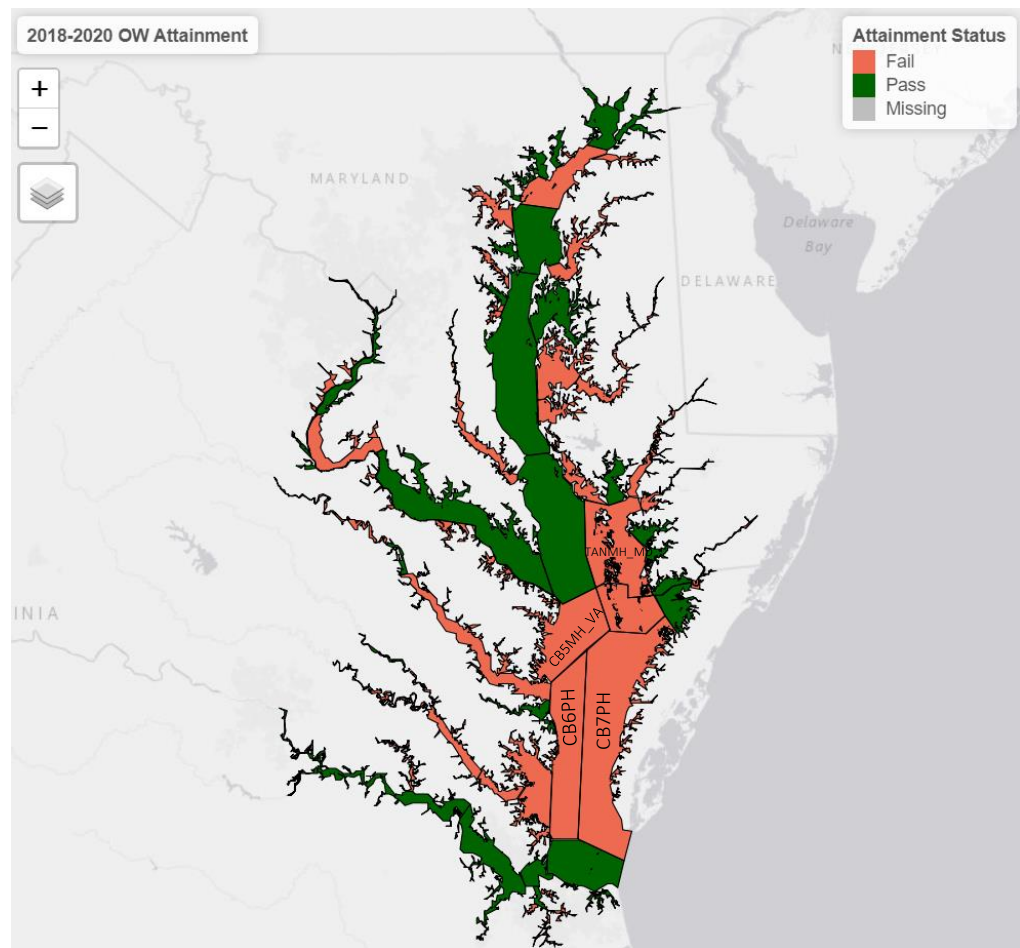 2018-2020 OW Attainment
+
−
Attainment Status
Fail
Pass
Missing
MARYLAND
Delaware
Bay
DELAWARE
TANMH_M
INIA
CB5MH_VA
CB6PH
CB7PH